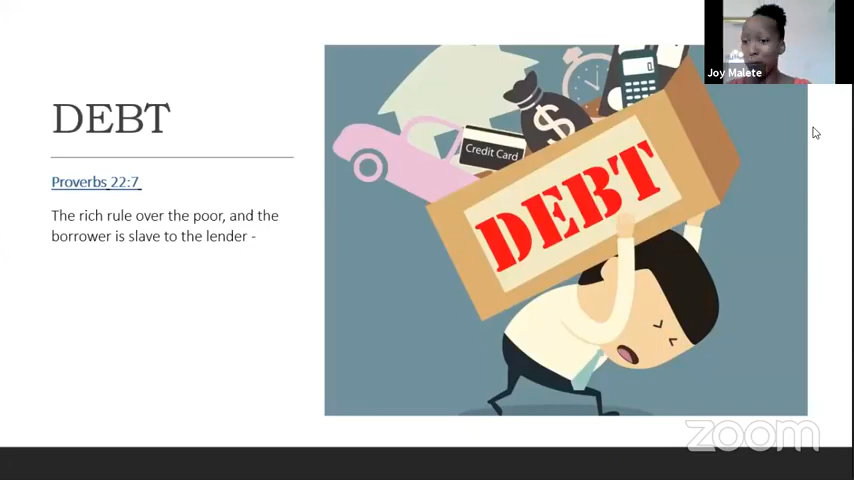 Joy Malete
DEBT
Proverbs 22:7
The rich rule over the poor, and the
borrower is slave to the lender -
$
Credit Card
DEBT
zoom